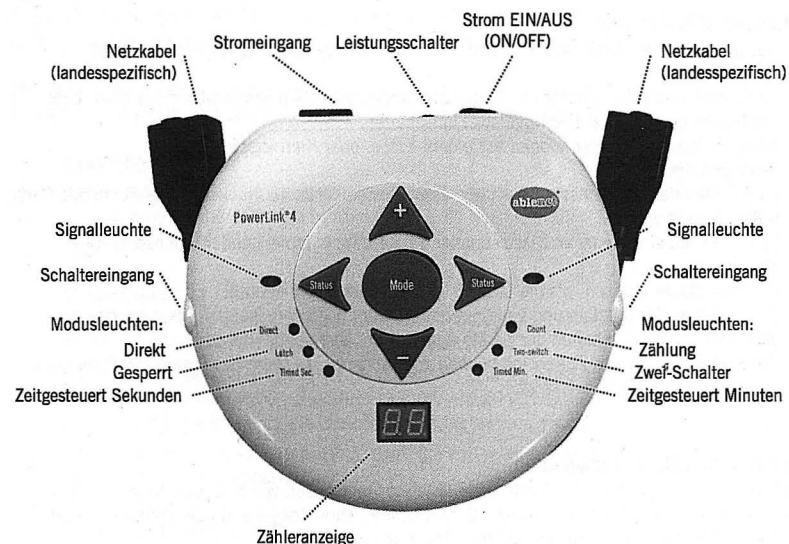 Strom EIN/AUS
(ON/OFF)
Netzkabel
(landesspezifisch)
Stromeingang
Leistungsschalter
Netzkabel
(landesspezifisch)
ablenet
PowerLink®4
+
Signalleuchte
Signalleuchte
Status
Mode
Status
Schaltereingang
Schaltereingang
Modusleuchten:
Direct
Count
Modusleuchten:
Direkt
Latch
–
Two-switch
Zählung
Gesperrt
Timed Sec.
Timed Min.
Zwei-Schalter
Zeitgesteuert Sekunden
Zeitgesteuert Minuten
8.8
Zähleranzeige